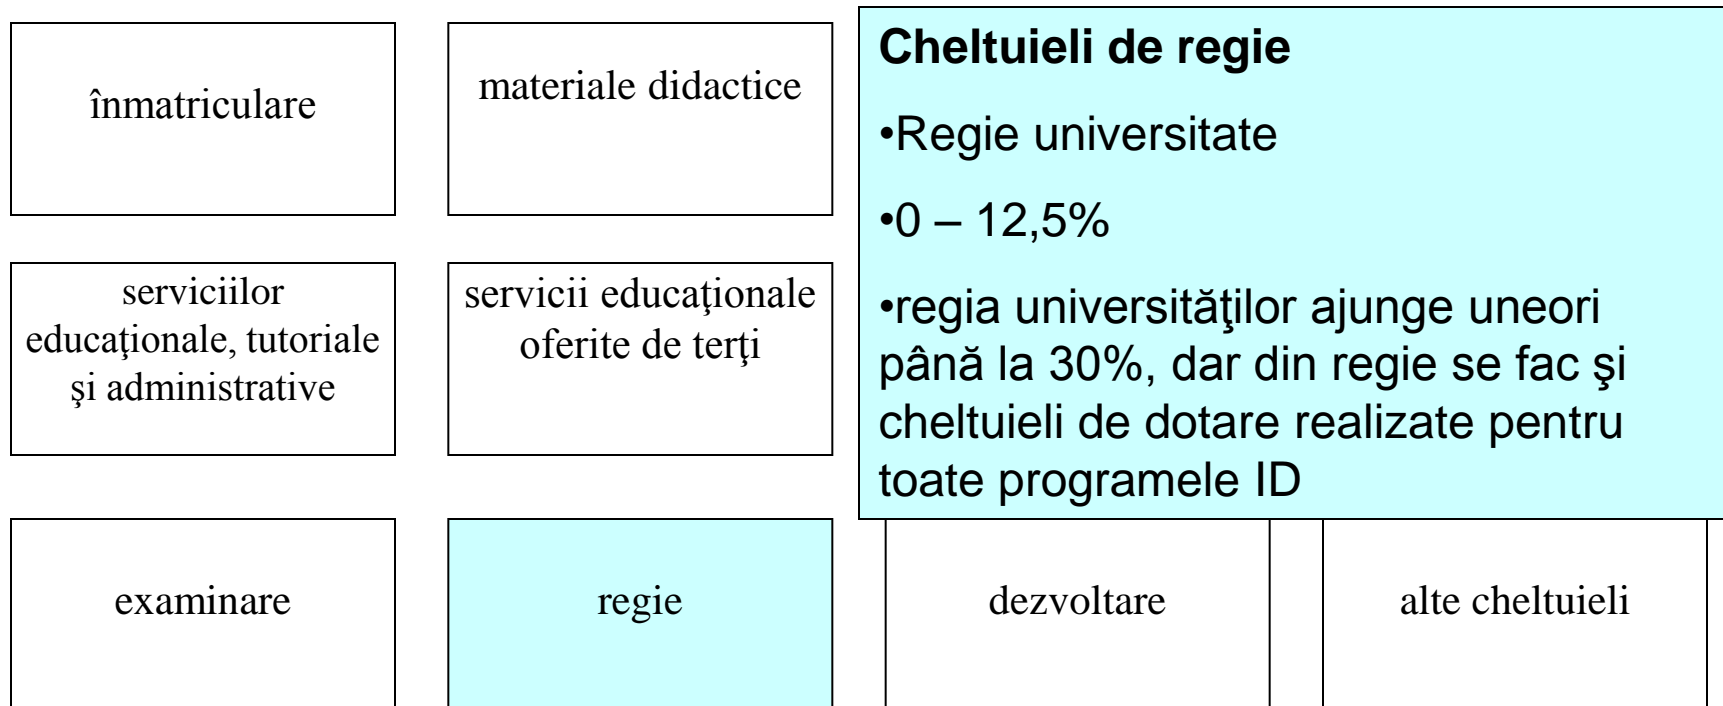 înmatriculare
materiale didactice
serviciilor
educaţionale, tutoriale
şi administrative
servicii educaţionale
oferite de terţi
Cheltuieli de regie
•Regie universitate
•0 – 12,5%
•regia universităţilor ajunge uneori
până la 30%, dar din regie se fac şi
cheltuieli de dotare realizate pentru
toate programele ID
examinare
regie
dezvoltare
alte cheltuieli